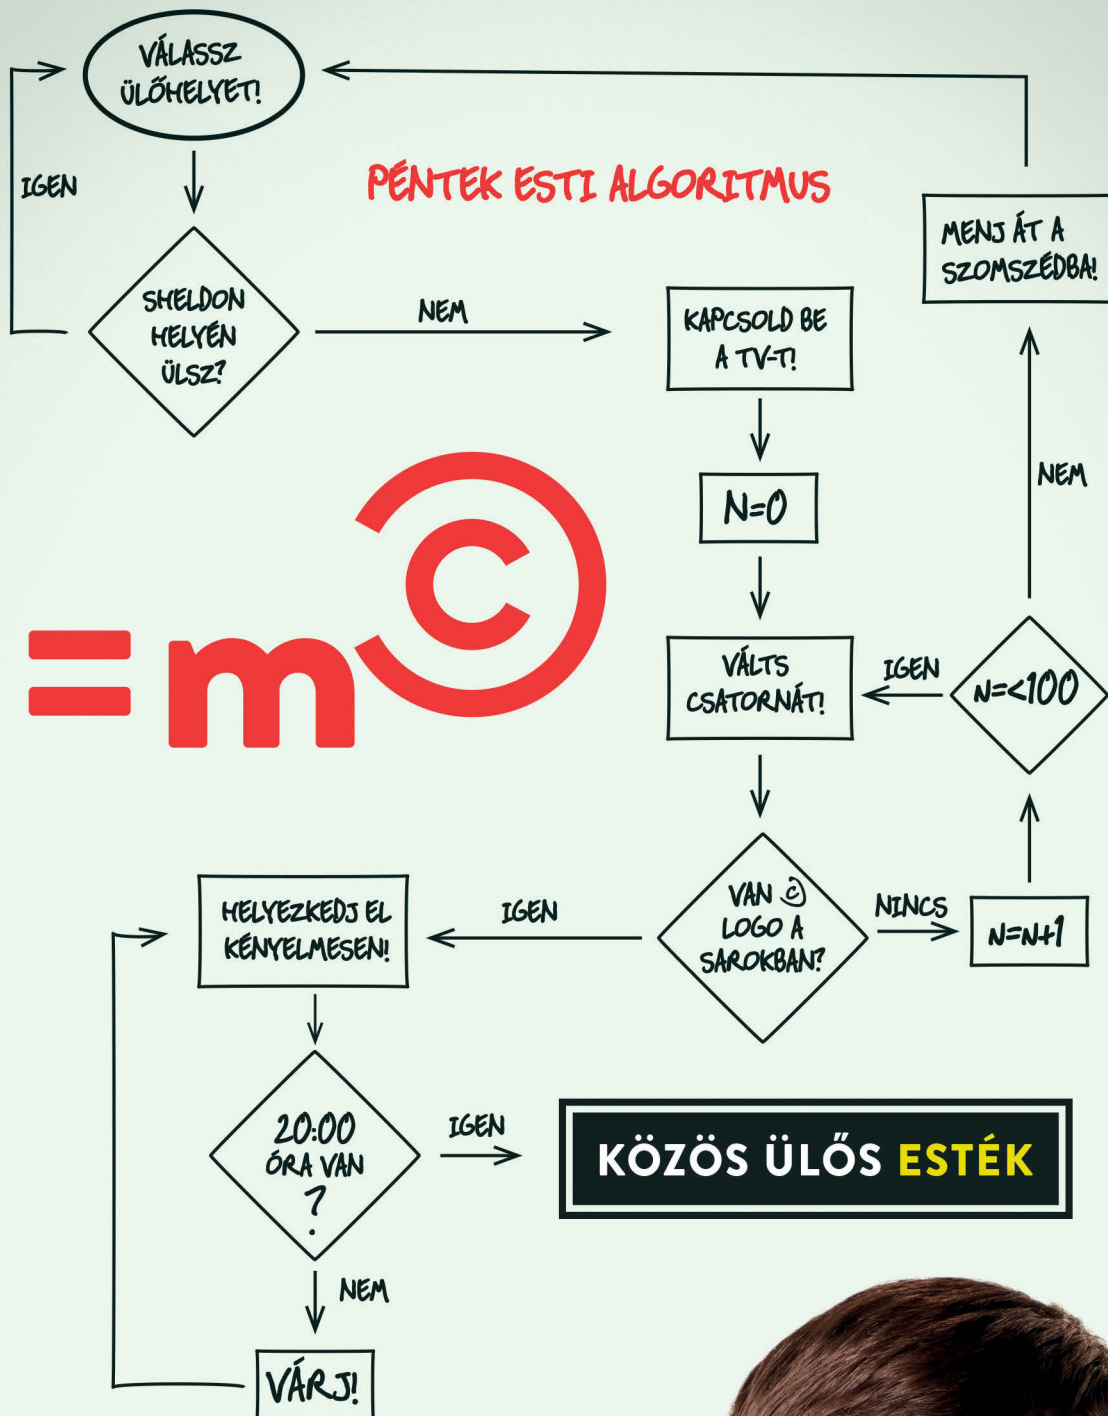 VÁLASSZ
ÜLŐHELYET!
IGEN
PÉNTEK ESTI ALGORITMUS
MENJ ÁT A
SZOMSZÉDBA!
SHELDON
HELYÉN
ÜLSZ?
NEM
KAPCSOLD BE
A TV-T!
NEM
N=0
=m©
VÁLTS
CSATORNÁT!
IGEN
N=<100
HELYEZKEDJ EL
KÉNYELMESEN!
IGEN
VAN ©
LOGO A
SAROKBAN?
NINCS
N=N+1
20:00
ÓRA VAN
?
IGEN
KÖZÖS ÜLŐS ESTÉK
NEM
VÁRJ!